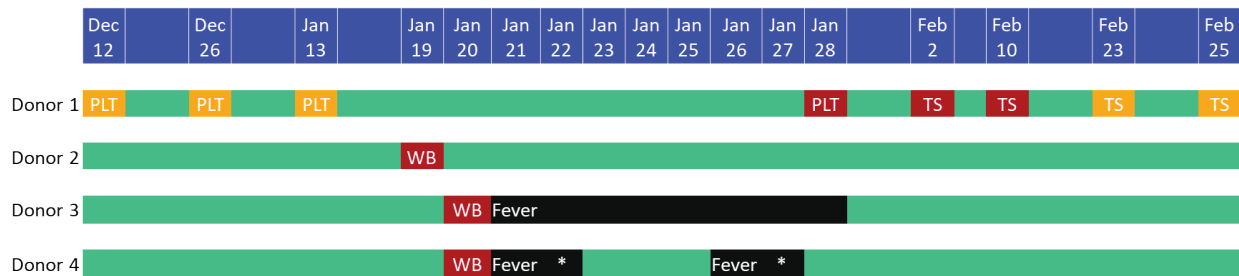 Dec Dec Jan Jan Jan Jan Jan Jan Jan Jan Jan Jan Jan Feb Feb Feb Feb
12 26 13 19 20 21 22 23 24 25 26 27 28 2 10 23 25
Donor 1 PLT PLT PLT PLT TS TS TS TS
Donor 2 WB
Donor 3 WB Fever
Donor 4 WB Fever * Fever *